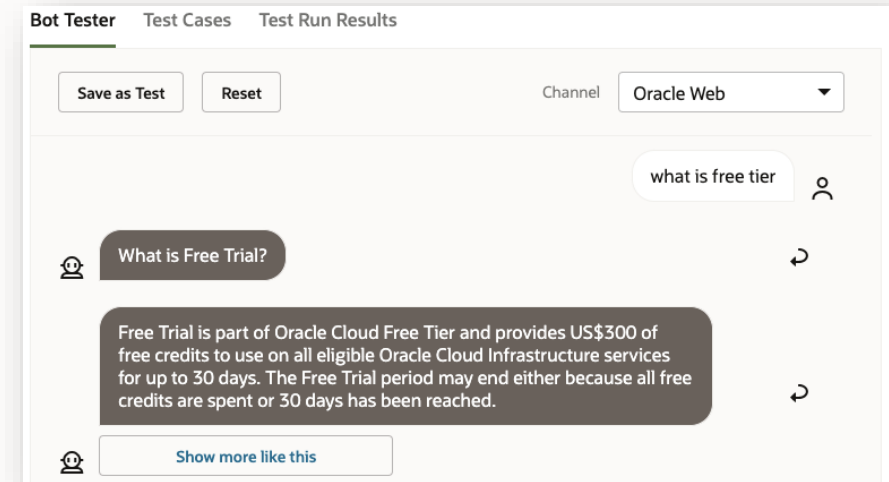 Bot Tester Test Cases Test Run Results
Save as Test Reset Channel Oracle Web
what is free tier
What is Free Trial?
Free Trial is part of Oracle Cloud Free Tier and provides US$300 of
free credits to use on all eligible Oracle Cloud Infrastructure services
for up to 30 days. The Free Trial period may end either because all free
credits are spent or 30 days has been reached.
Show more like this